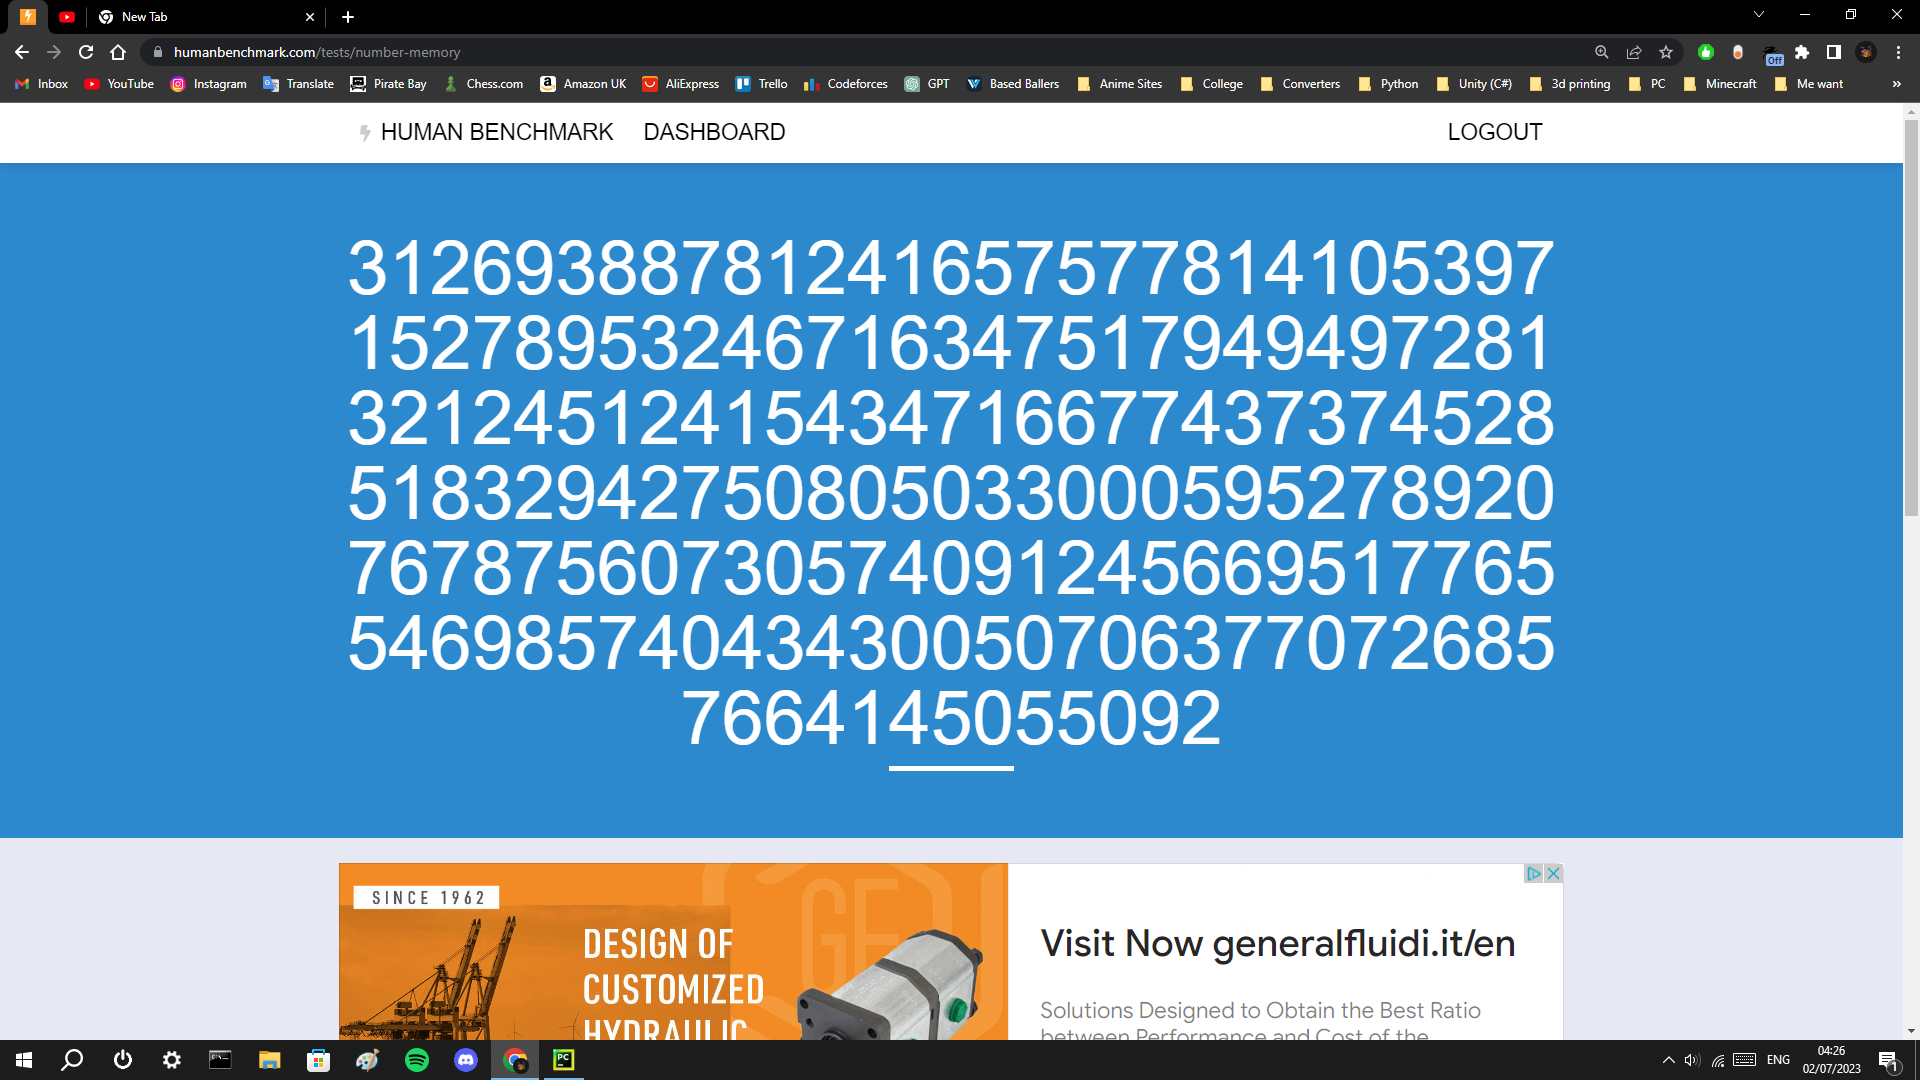 New Tab
humanbenchmark.com/tests/number-memory
Off
Inbox YouTube Instagram Translate Pirate Bay Chess.com Amazon UK AliExpress Trello Codeforces GPT Based Ballers Anime Sites College Converters Python Unity (C#) 3d printing PC Minecraft Me want »
HUMAN BENCHMARK DASHBOARD LOGOUT
31269388781241657577814105397
15278953246716347517949497281
32124512415434716677437374528
51832942750805033000595278920
76787560730574091245669517765
54698574043430050706377072685
7664145055092
SINCE 1962
GF
DESIGN OF
CUSTOMIZED
HYDRAULIC
Visit Now generalfluidi.it/en
Solutions Designed to Obtain the Best Ratio
between Performance and Cost of the
PC
ENG
04:26
02/07/2023
1